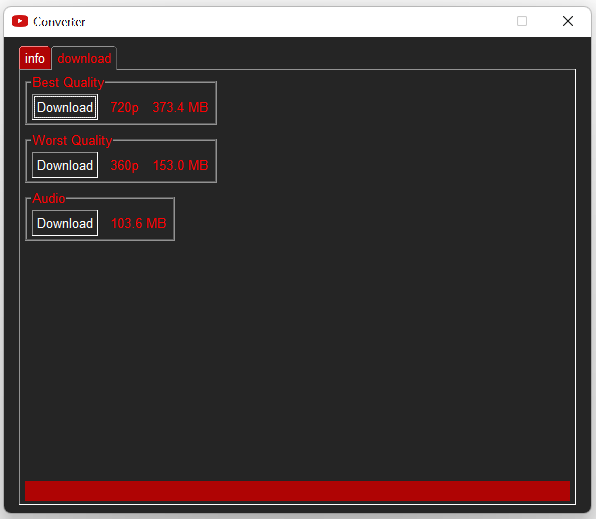 Converter
info download
Best Quality
Download 720p 373.4 MB
Worst Quality
Download 360p 153.0 MB
Audio
Download 103.6 MB